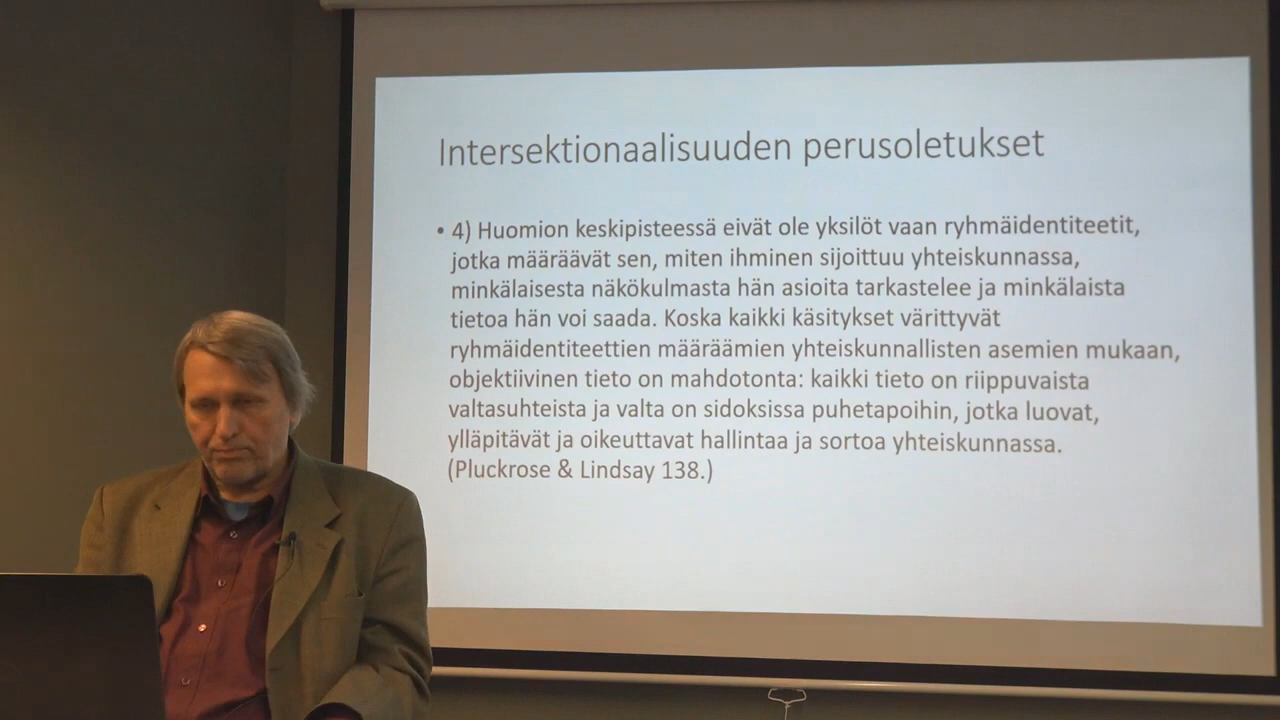 Intersektionaalisuuden perusoletukset
• 4) Huomion keskipisteessä eivät ole yksilöt vaan ryhmäidentiteetit,
jotka määräävät sen, miten ihminen sijoittuu yhteiskunnassa,
minkälaisesta näkökulmasta hän asioita tarkastelee ja minkälaista
tietoa hän voi saada. Koska kaikki käsitykset värittyvät
ryhmäidentiteettien määräämien yhteiskunnallisten asemien mukaan,
objektiivinen tieto on mahdotonta: kaikki tieto on riippuvaista
valtasuhteista ja valta on sidoksissa puhetapoihin, jotka luovat,
ylläpitävät ja oikeuttavat hallintaa ja sortoa yhteiskunnassa.
(Pluckrose & Lindsay 138.)